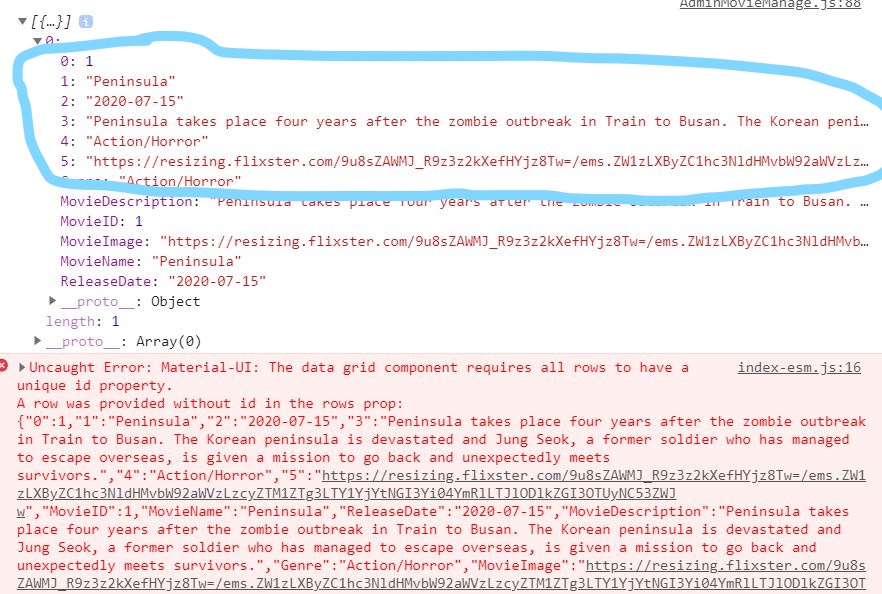 AdminMovieManage.js:88
▼[{…}] i
▼0:
0: 1
1: "Peninsula"
2: "2020-07-15"
3: "Peninsula takes place four years after the zombie outbreak in Train to Busan. The Korean peni…
4: "Action/Horror"
5: "https://resizing.flixster.com/9u8sZAWMJ_R9z3z2kXefHYjz8Tw=/ems.ZW1zLXByZC1hc3NldHMvbW92aWVzLz…
Genre: "Action/Horror"
MovieDescription: "Peninsula takes place four years after the zombie outbreak in Train to Busan. …
MovieID: 1
MovieImage: "https://resizing.flixster.com/9u8sZAWMJ_R9z3z2kXefHYjz8Tw=/ems.ZW1zLXByZC1hc3NldHMvb…
MovieName: "Peninsula"
ReleaseDate: "2020-07-15"
▶__proto__: Object
length: 1
▶__proto__: Array(0)
▶Uncaught Error: Material-UI: The data grid component requires all rows to have a index-esm.js:16
unique id property.
A row was provided without id in the rows prop:
{"0":1,"1":"Peninsula","2":"2020-07-15","3":"Peninsula takes place four years after the zombie outbreak
in Train to Busan. The Korean peninsula is devastated and Jung Seok, a former soldier who has managed
to escape overseas, is given a mission to go back and unexpectedly meets
survivors.","4":"Action/Horror","5":"https://resizing.flixster.com/9u8sZAWMJ_R9z3z2kXefHYjz8Tw=/ems.ZW1
zLXByZC1hc3NldHMvbW92aWVzLzcyZTM1ZTg3LTY1YjYtNGI3Yi04YmRlLTJlODlkZGI3OTUyNC53ZWJ
w","MovieID":1,"MovieName":"Peninsula","ReleaseDate":"2020-07-15","MovieDescription":"Peninsula takes
place four years after the zombie outbreak in Train to Busan. The Korean peninsula is devastated and
Jung Seok, a former soldier who has managed to escape overseas, is given a mission to go back and
unexpectedly meets survivors.","Genre":"Action/Horror","MovieImage":"https://resizing.flixster.com/9u8s
ZAWMJ_R9z3z2kXefHYjz8Tw=/ems.ZW1zLXByZC1hc3NldHMvbW92aWVzLzcyZTM1ZTg3LTY1YjYtNGI3Yi04YmRlLTJlODlkZGI3OT